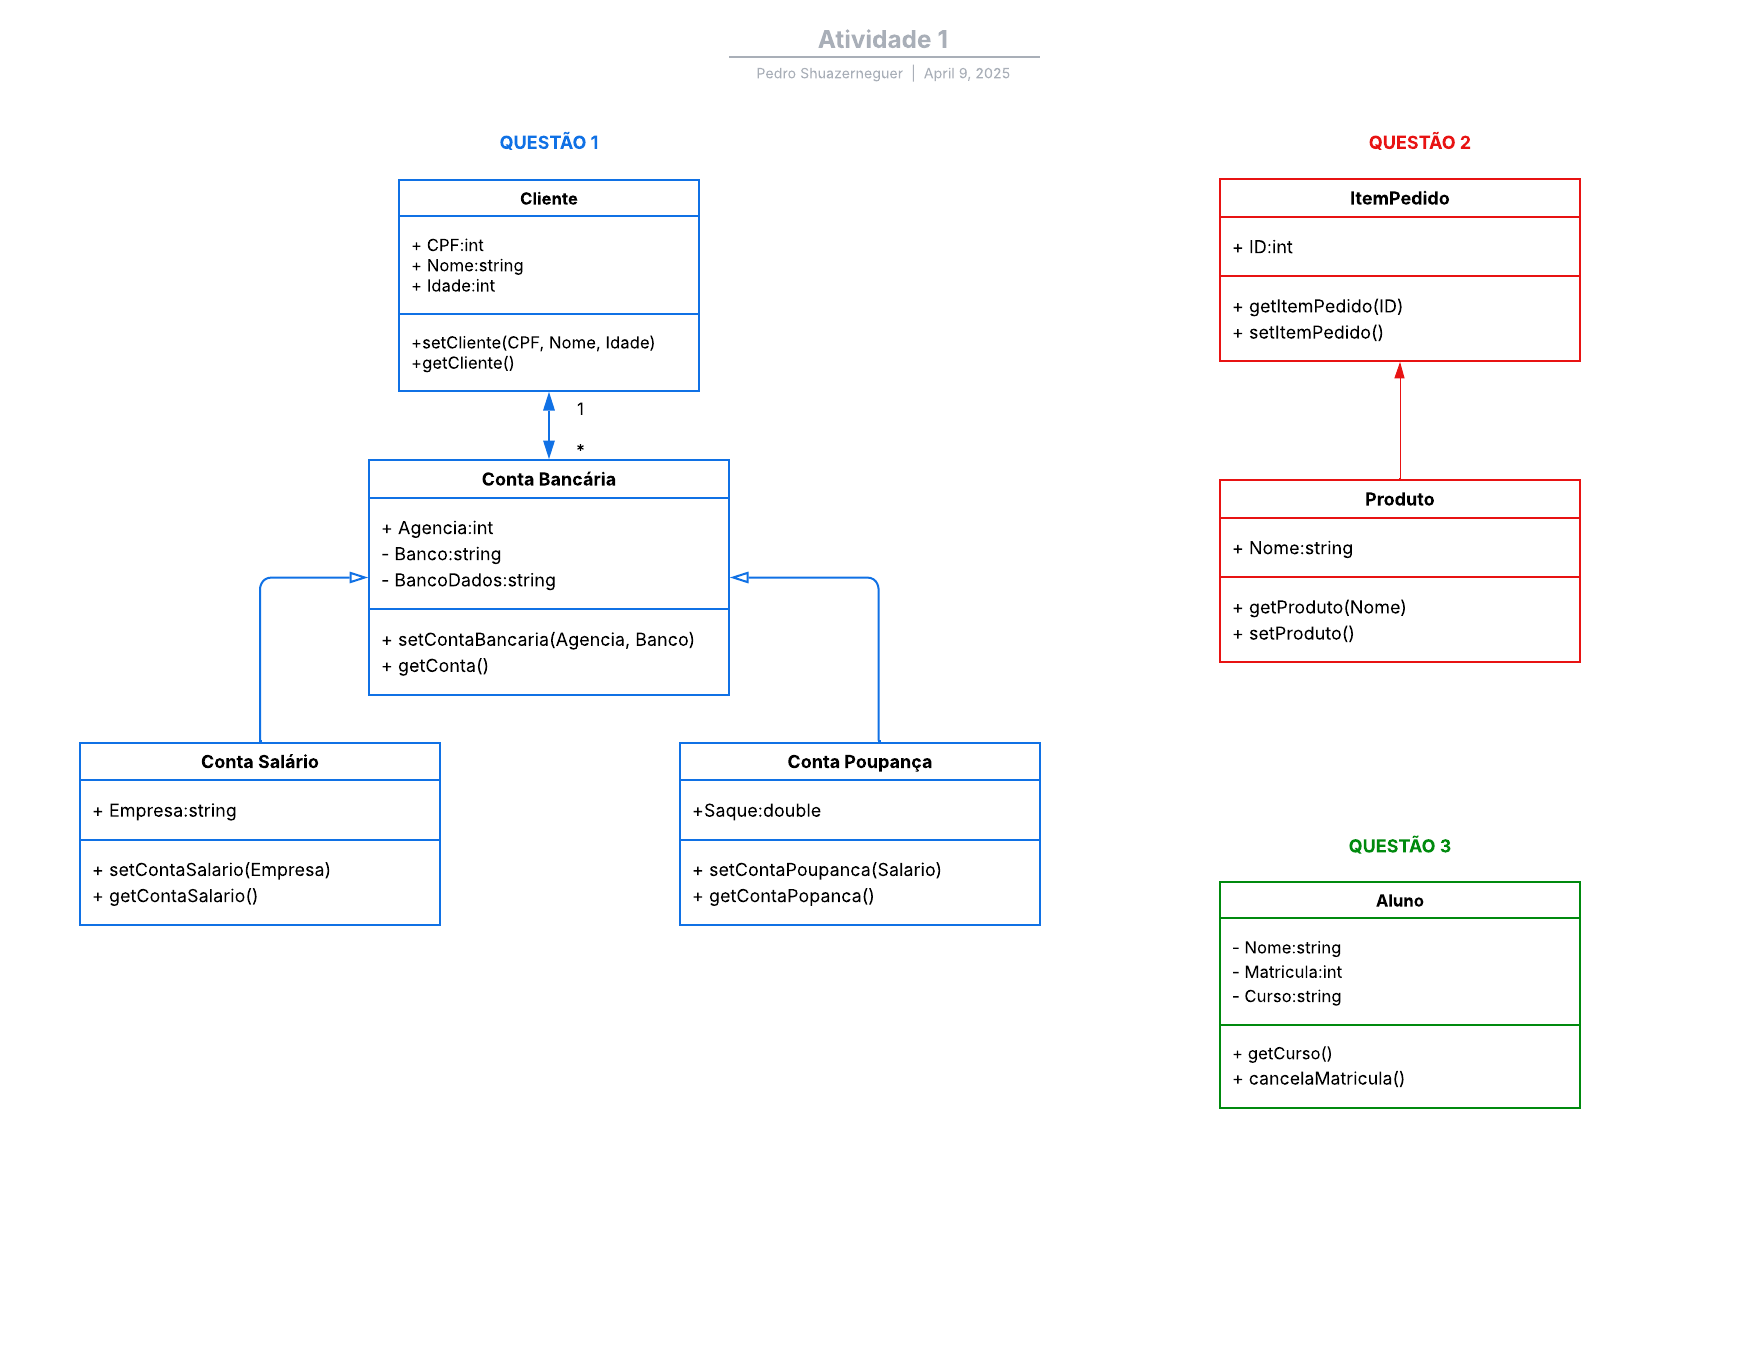 Atividade 1
Pedro Shuazerneguer | April 9, 2025
QUESTÃO 1
Cliente
+ CPF:int
+ Nome:string
+ Idade:int
+setCliente(CPF, Nome, Idade)
+getCliente()
1
*
Conta Bancária
+ Agencia:int
- Banco:string
- BancoDados:string
+ setContaBancaria(Agencia, Banco)
+ getConta()
Conta Salário
+ Empresa:string
+ setContaSalario(Empresa)
+ getContaSalario()
Conta Poupança
+Saque:double
+ setContaPoupanca(Salario)
+ getContaPopanca()
QUESTÃO 2
ItemPedido
+ ID:int
+ getItemPedido(ID)
+ setItemPedido()
Produto
+ Nome:string
+ getProduto(Nome)
+ setProduto()
QUESTÃO 3
Aluno
- Nome:string
- Matricula:int
- Curso:string
+ getCurso()
+ cancelaMatricula()